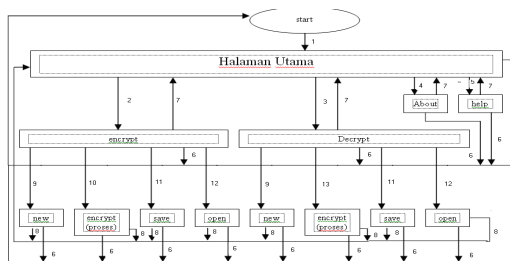 start
1
Halaman Utama
2 7 3 7 4 7 5 7
About help
6
encrypt Decrypt
6 6 6
9 10 11 12 9 13 11 12
new encrypt save open new encrypt save open
(proses) (proses)
8 8 8 8 8 8 8 8
6 6 6 6 6 6 6 6